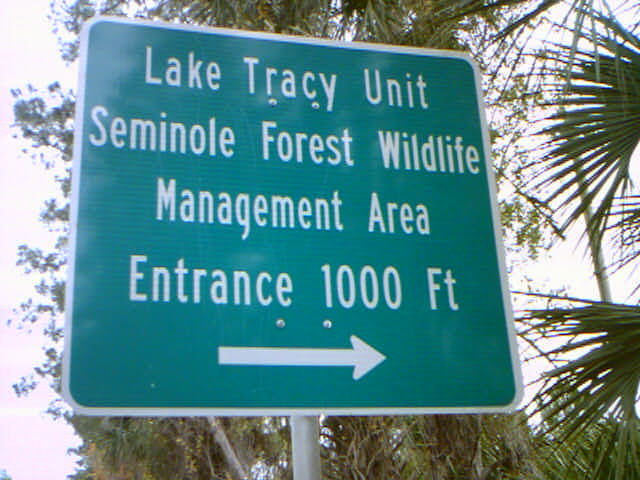 Lake Tracy Unit
Seminole Forest Wildlife
Management Area
Entrance 1000 Ft